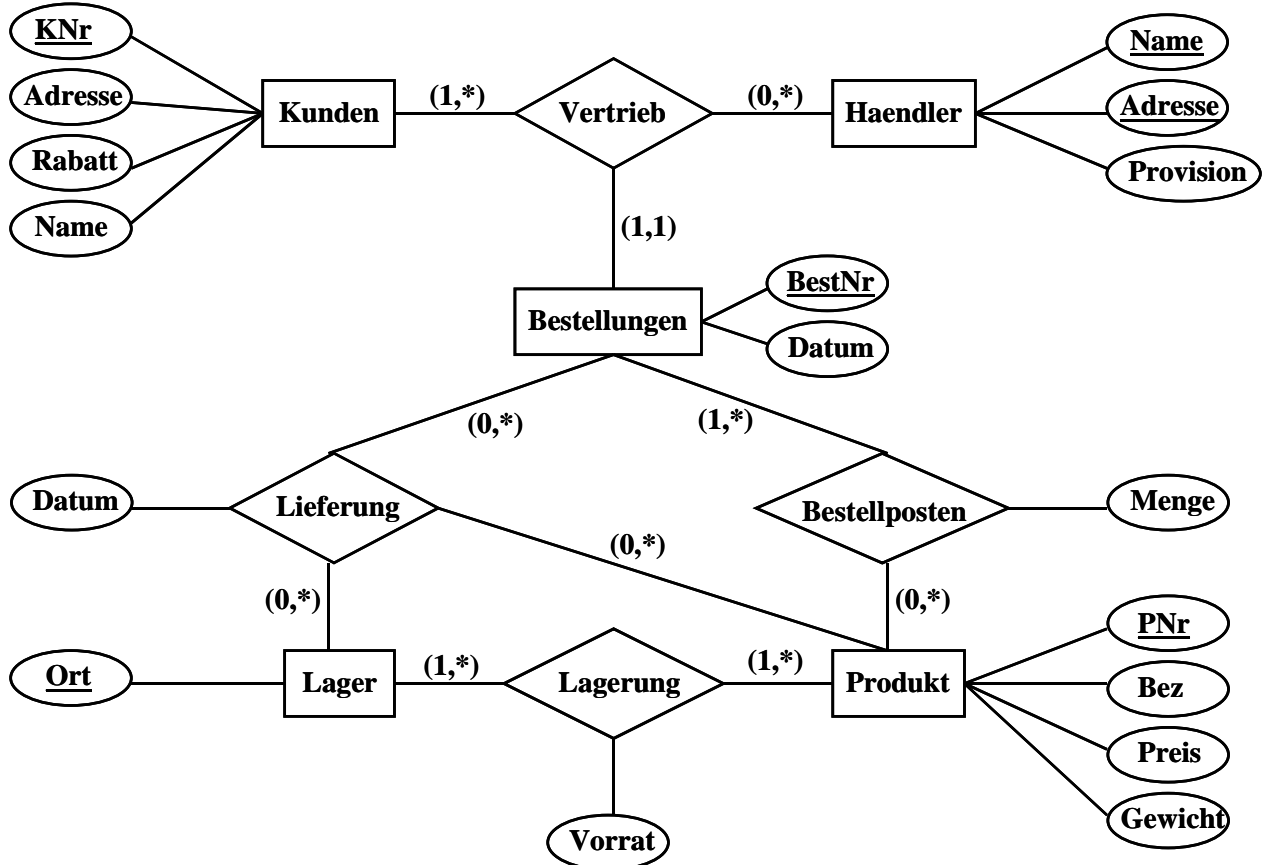 KNr
Name
Adresse
Kunden
(1,*)
Vertrieb
(0,*)
Haendler
Adresse
Rabatt
Provision
Name
(1,1)
BestNr
Bestellungen
Datum
(0,*)
(1,*)
Datum
Lieferung
Bestellposten
Menge
(0,*)
(0,*)
(0,*)
PNr
Ort
Lager
(1,*)
Lagerung
(1,*)
Produkt
Bez
Preis
Gewicht
Vorrat